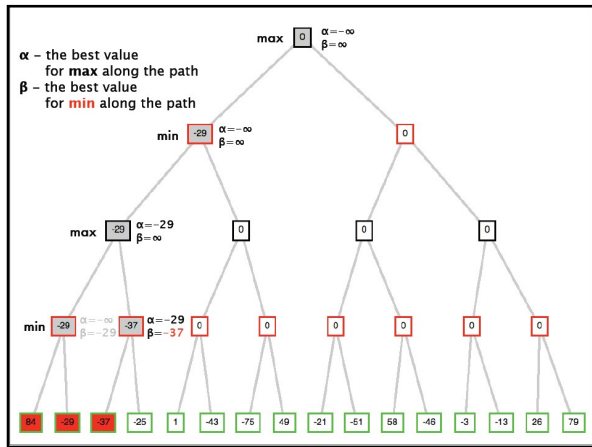 max 0 α=-∞
β=∞
α – the best value
for max along the path
β – the best value
for min along the path
min -29 α=-∞
β=∞
0
max -29 α=-29
β=∞
0 0 0
min -29 α=-∞
β=-29
-37 α=-29
β=-37
0 0 0 0 0 0
84 -29 -37 -25 1 -43 -75 49 -21 -51 58 -46 -3 -13 26 79